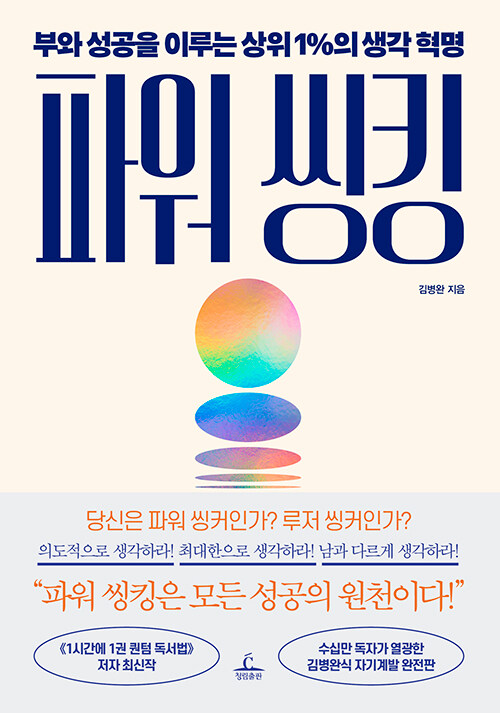 부와 성공을 이루는 상위 1%의 생각 혁명
파워 씽킹
김병완 지음
당신은 파워 씽커인가? 루저 씽커인가?
의도적으로 생각하라! 최대한으로 생각하라! 남과 다르게 생각하라!
“파워 씽킹은 모든 성공의 원천이다!”
《1시간에 1권 퀀텀 독서법》
저자 최신작
청림출판
수십만 독자가 열광한
김병완식 자기계발 완전판